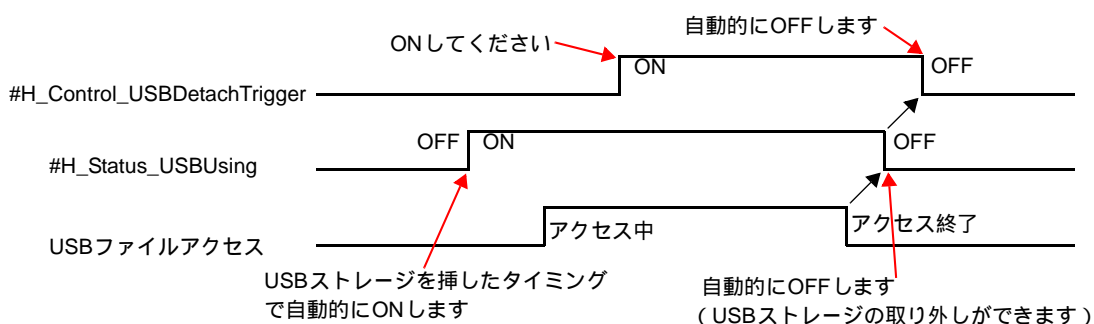 自動的にOFFします
ONしてください
ON
OFF
#H_Control_USBDetachTrigger
OFF
ON
OFF
#H_Status_USBUsing
アクセス中
アクセス終了
USBファイルアクセス
USBストレージを挿したタイミング
で自動的にONします
自動的にOFFします
（USBストレージの取り外しができます）